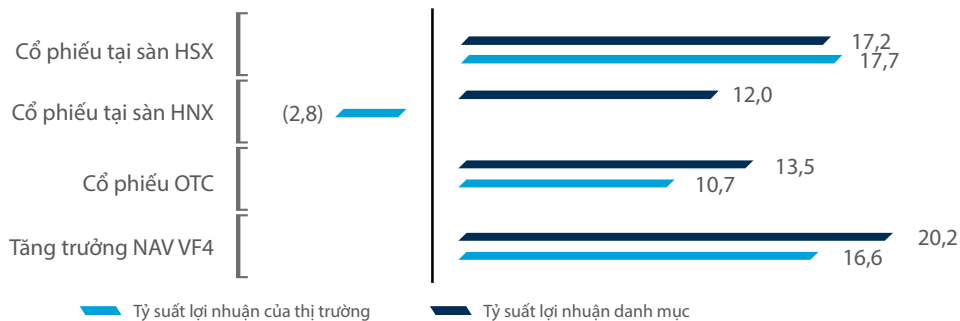 Cổ phiếu tại sàn HSX
17,2
17,7
Cổ phiếu tại sàn HNX
(2,8)
12,0
Cổ phiếu OTC
13,5
10,7
Tăng trưởng NAV VF4
20,2
16,6
Tỷ suất lợi nhuận của thị trường
Tỷ suất lợi nhuận danh mục